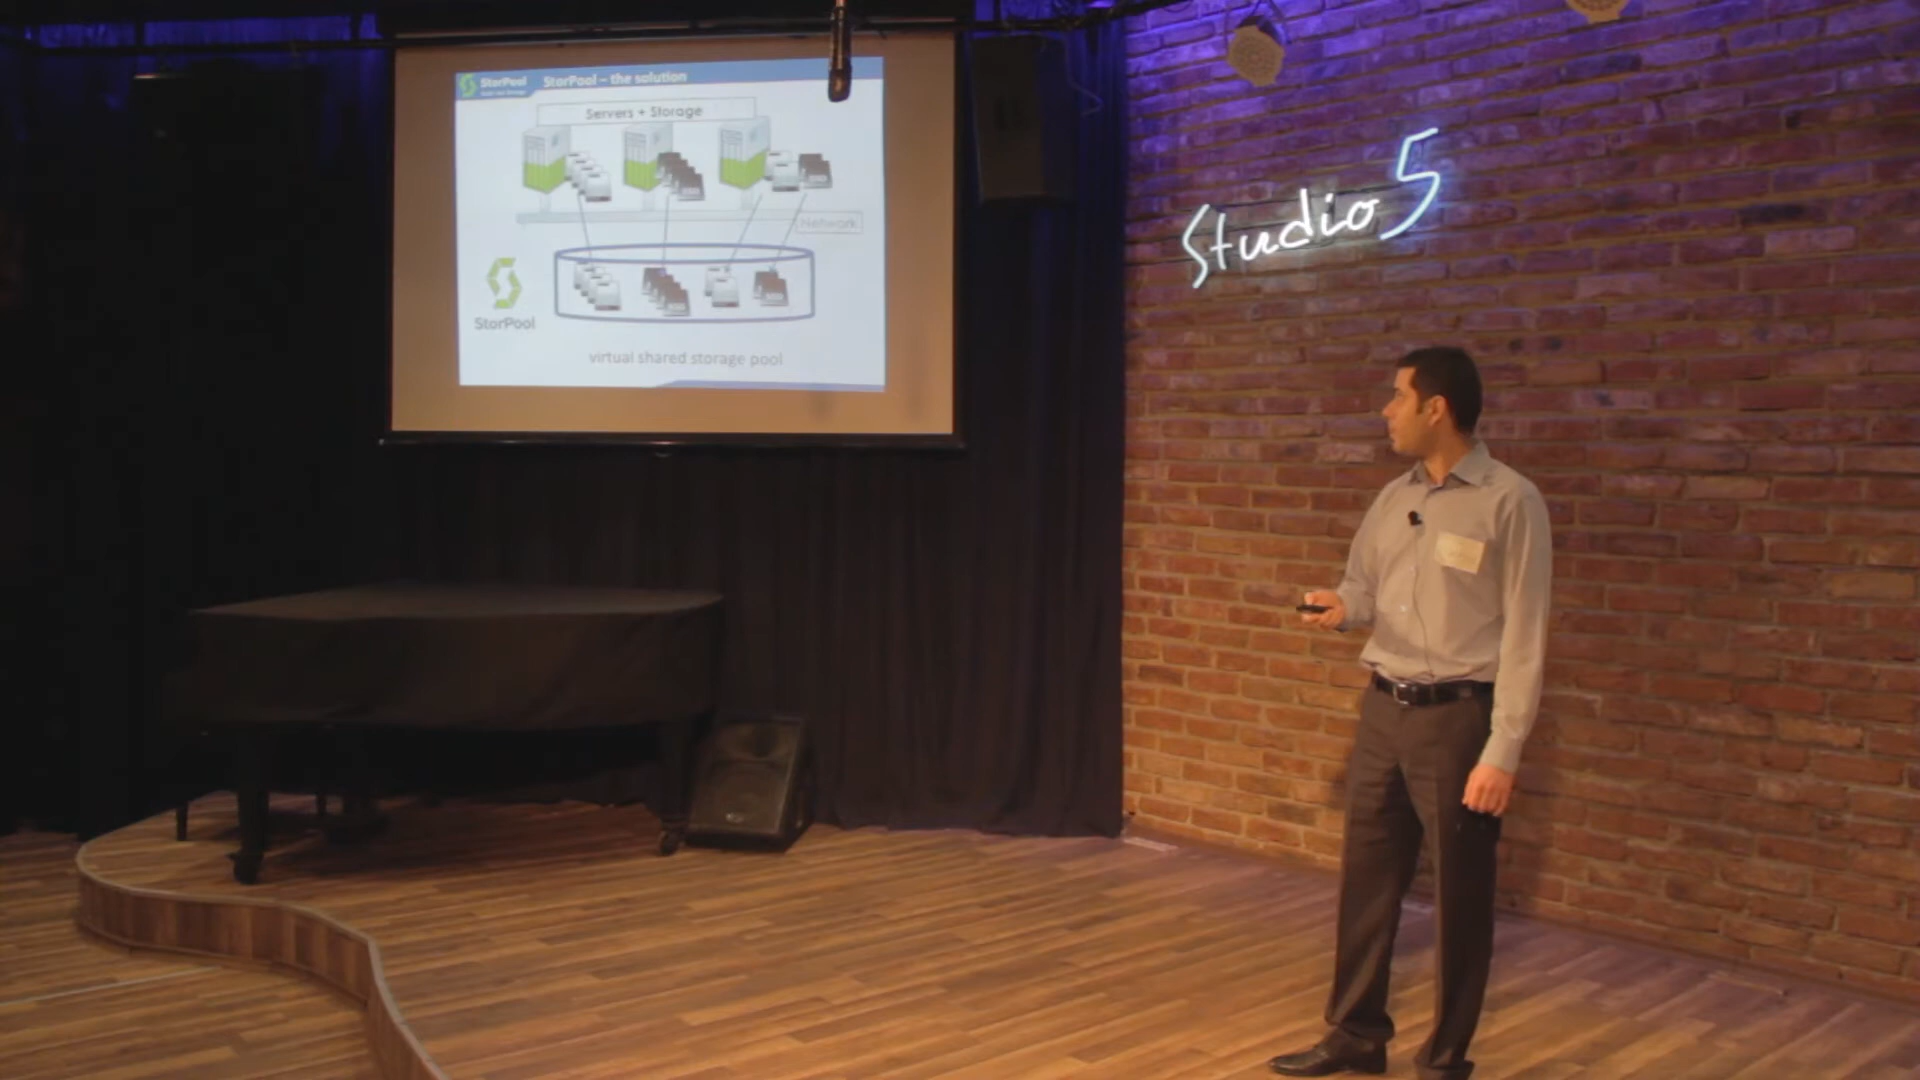 StorPool
StorPool – the solution
Servers + Storage
Network
StorPool
virtual shared storage pool
Studio 5